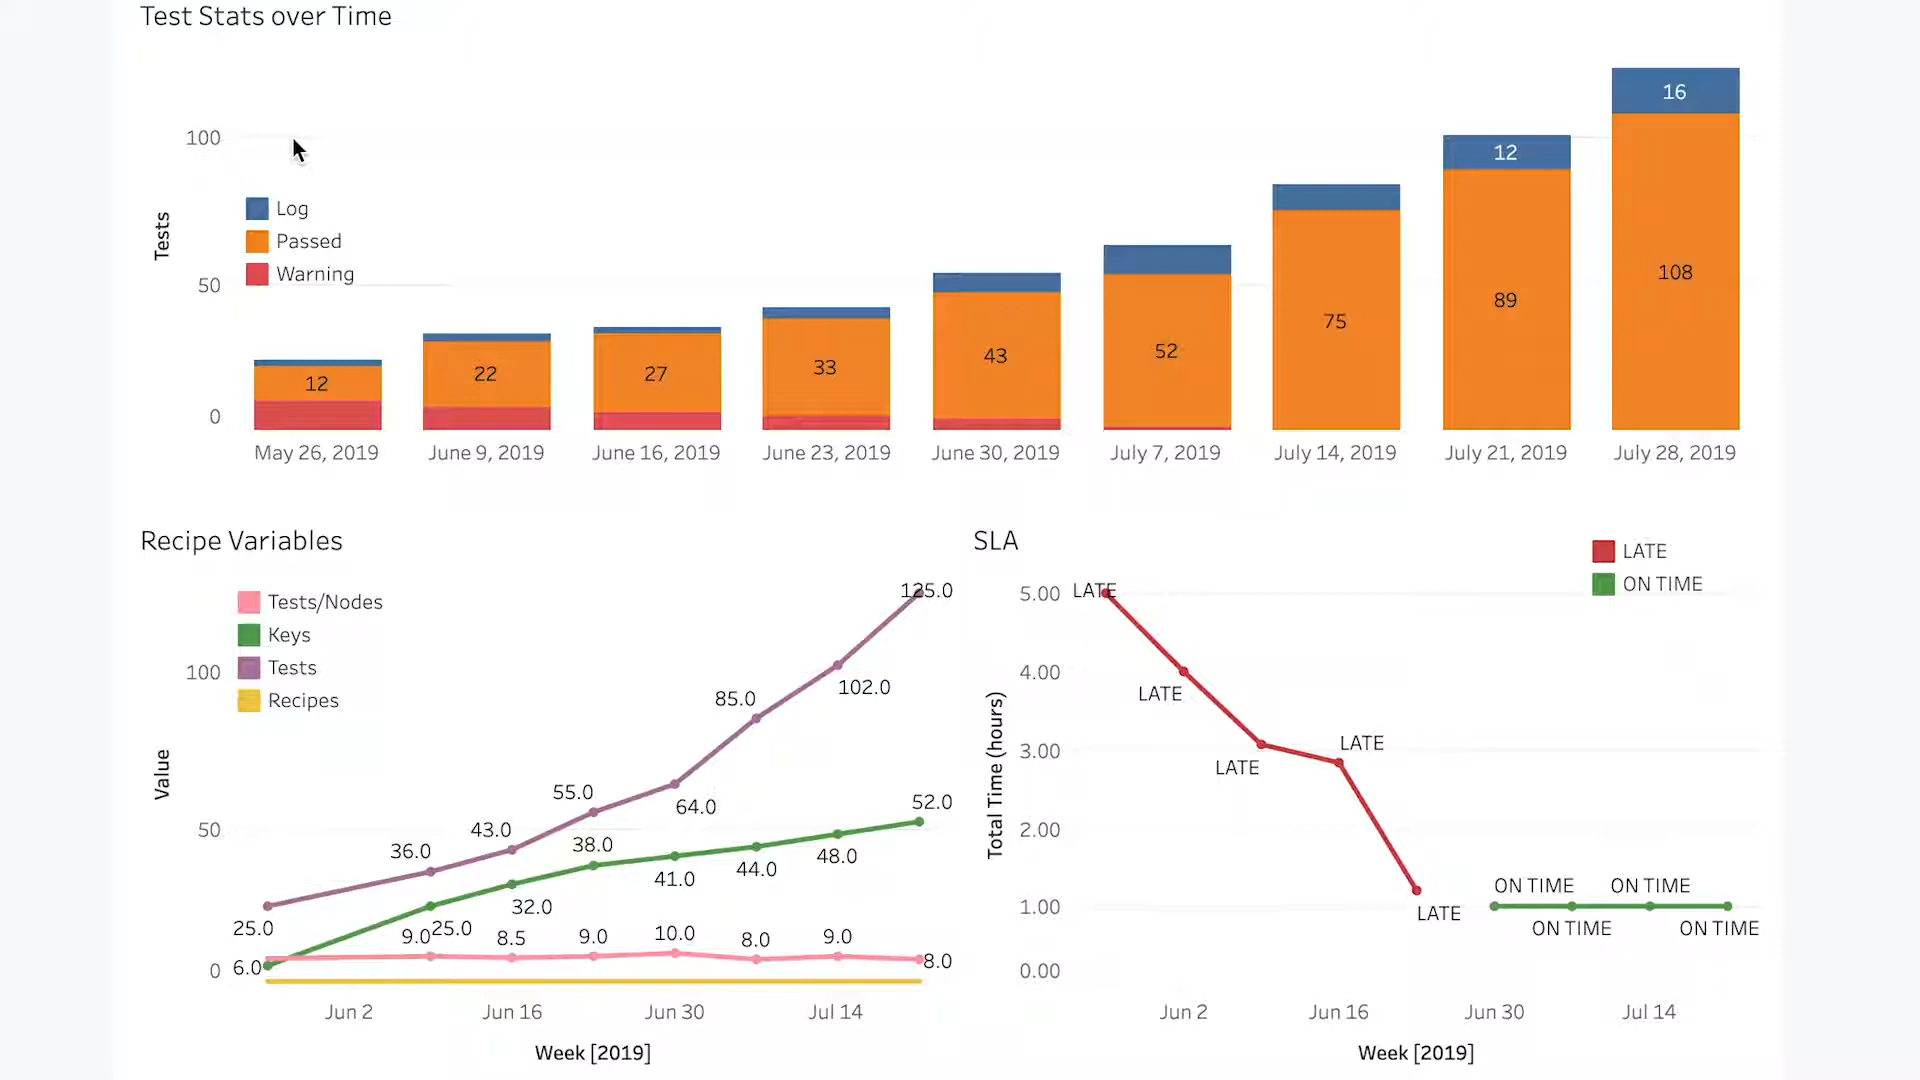 Test Stats over Time
16
100
12
Log
Passed
Warning
Tests
50
108
89
75
52
43
33
27
22
12
0
May 26, 2019
June 9, 2019
June 16, 2019
June 23, 2019
June 30, 2019
July 7, 2019
July 14, 2019
July 21, 2019
July 28, 2019
Recipe Variables
Tests/Nodes
Keys
Tests
Recipes
125.0
100
102.0
85.0
Value
55.0
64.0
52.0
50
43.0
36.0
38.0
41.0
44.0
48.0
32.0
25.0
25.0
9.0
8.5
9.0
10.0
8.0
9.0
8.0
0
6.0
Jun 2
Jun 16
Jun 30
Jul 14
Week [2019]
SLA
LATE
ON TIME
5.00
LATE
4.00
LATE
Total Time (hours)
3.00
LATE
LATE
2.00
1.00
LATE
ON TIME
ON TIME
ON TIME
ON TIME
0.00
Jun 2
Jun 16
Jun 30
Jul 14
Week [2019]